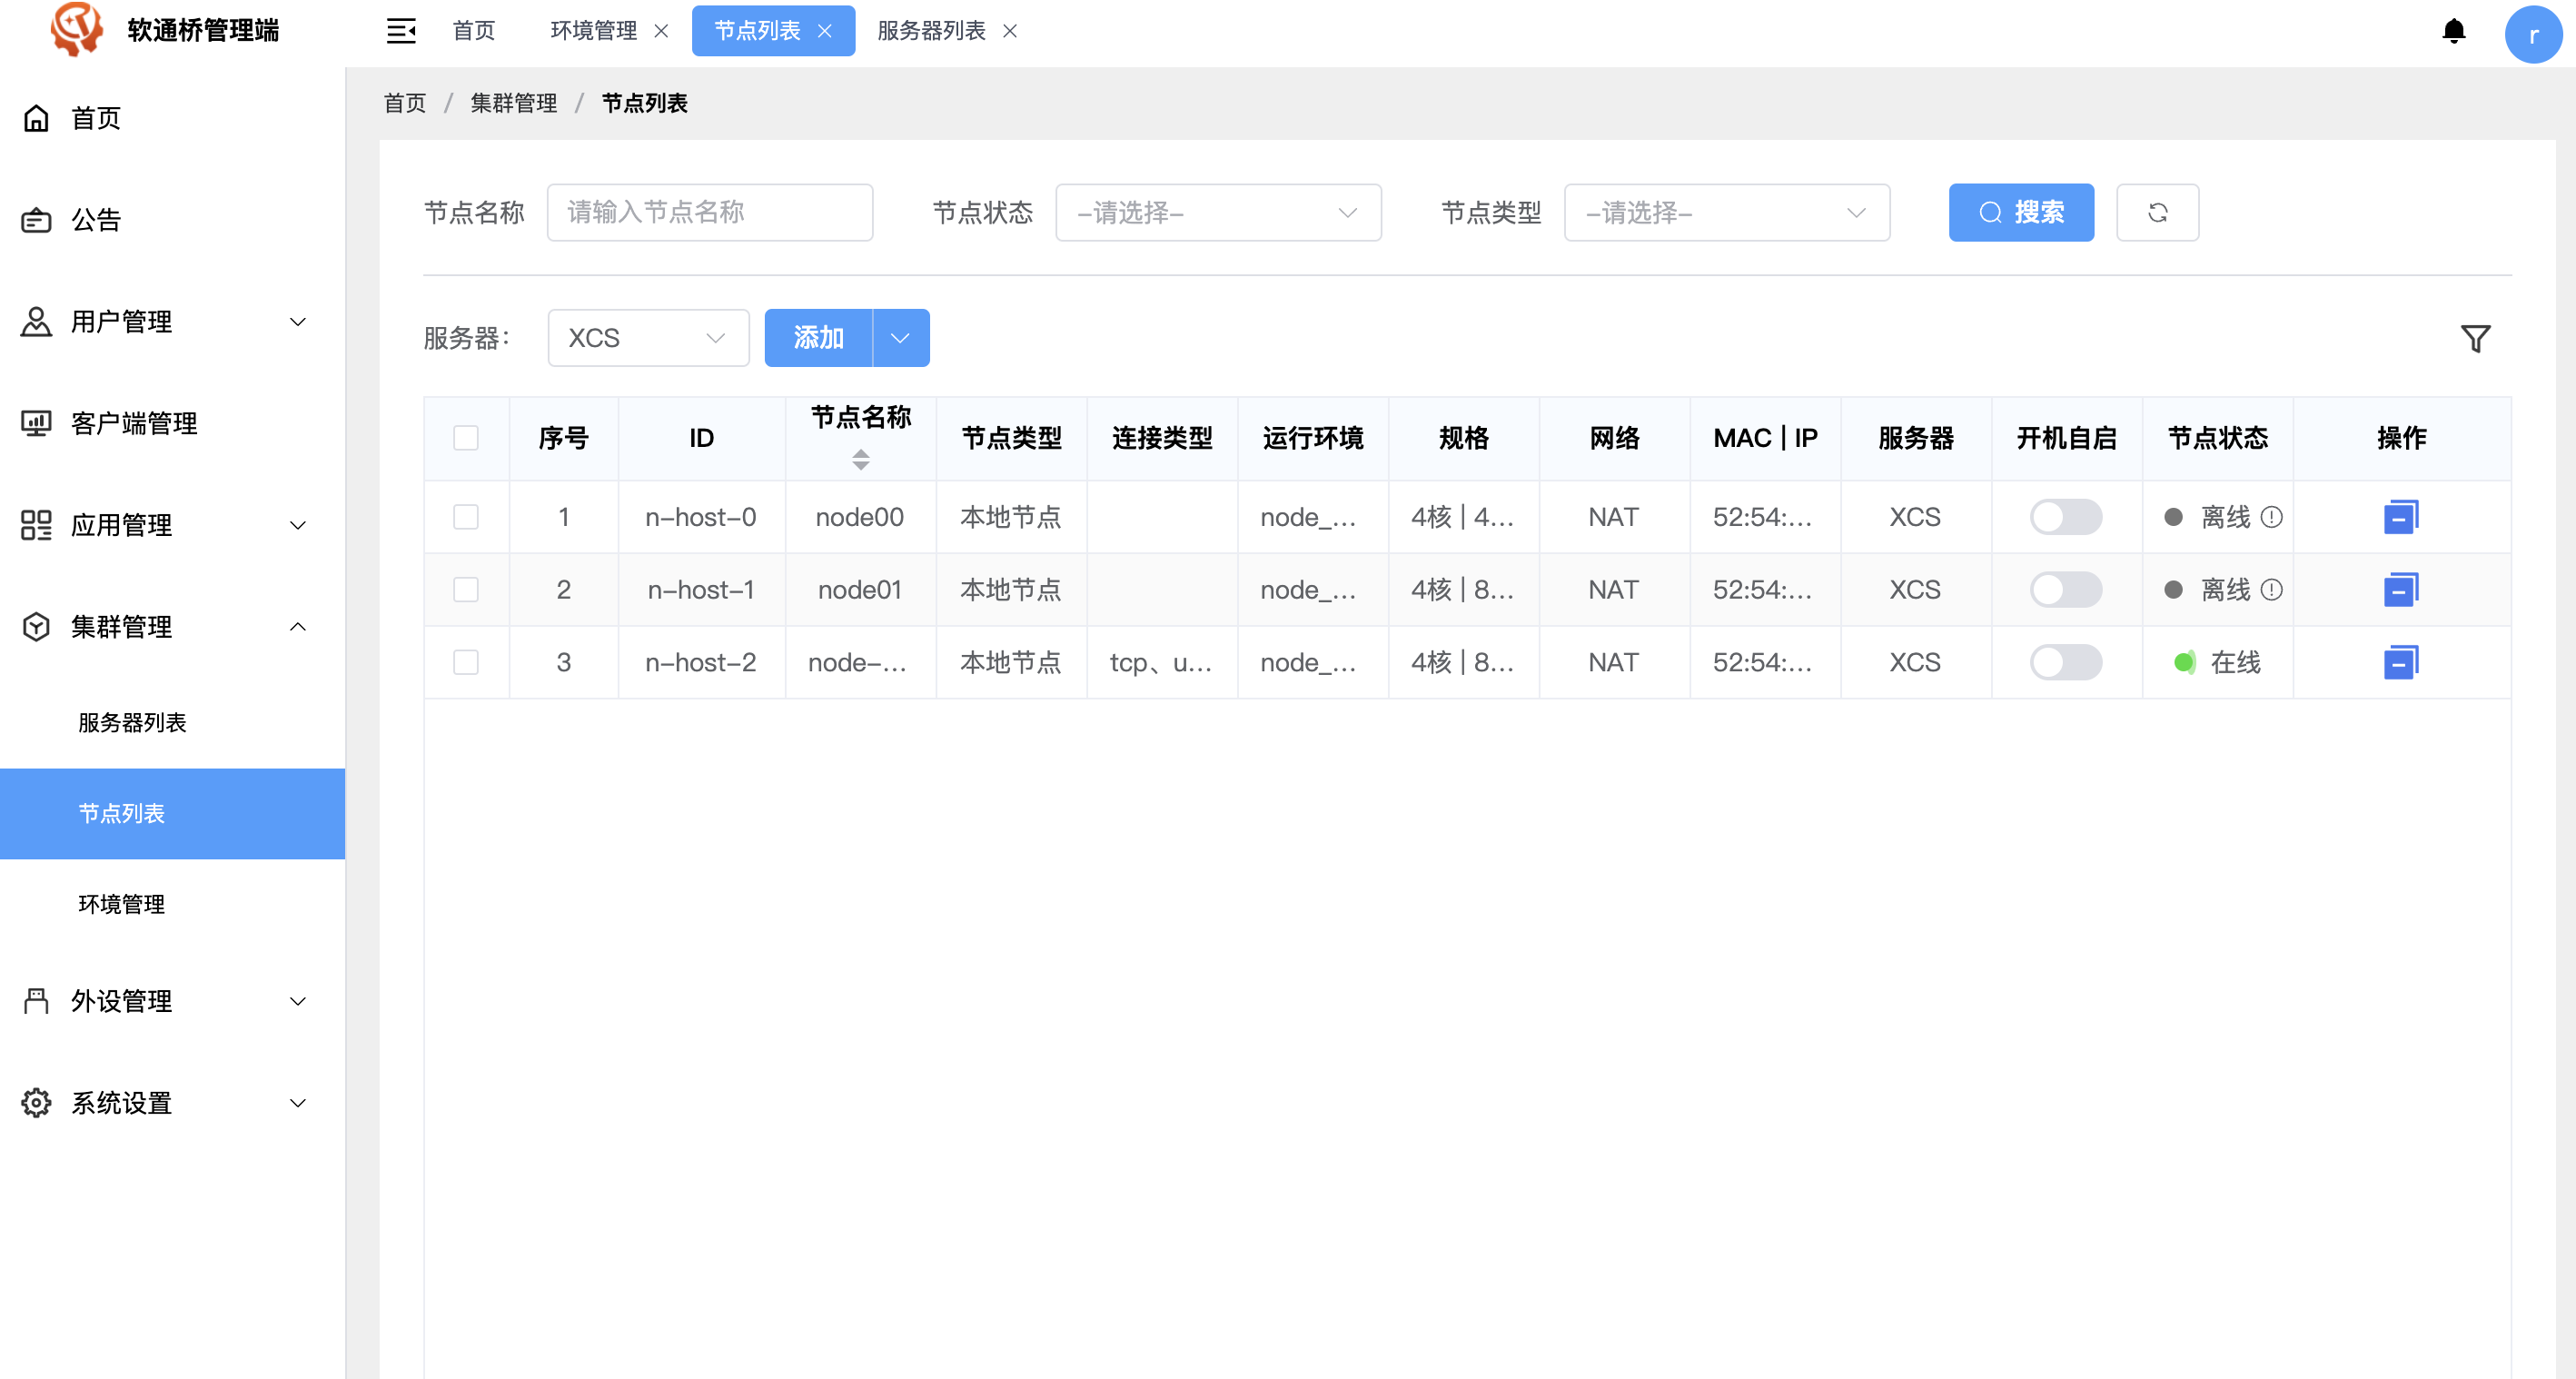 软通桥管理端
首页 环境管理 节点列表 服务器列表
r
首页
公告
用户管理
客户端管理
应用管理
集群管理
服务器列表
节点列表
环境管理
外设管理
系统设置
首页 / 集群管理 / 节点列表
节点名称 请输入节点名称 节点状态 -请选择- 节点类型 -请选择- 搜索
服务器: XCS 添加
序号 ID 节点名称 节点类型 连接类型 运行环境 规格 网络 MAC | IP 服务器 开机自启 节点状态 操作
1 n-host-0 node00 本地节点 node_... 4核 | 4... NAT 52:54:... XCS 离线
2 n-host-1 node01 本地节点 node_... 4核 | 8... NAT 52:54:... XCS 离线
3 n-host-2 node-... 本地节点 tcp、u... node_... 4核 | 8... NAT 52:54:... XCS 在线